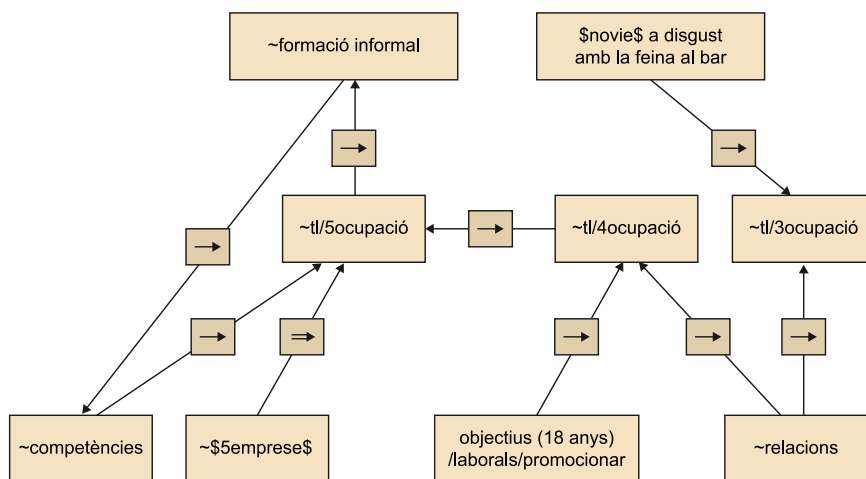 ~formació informal
$novie$ a disgust
amb la feina al bar
~tl/5ocupació
~tl/4ocupació
~tl/3ocupació
~competències
~$5emprese$
objectius (18 anys)
/laborals/promocionar
~relacions